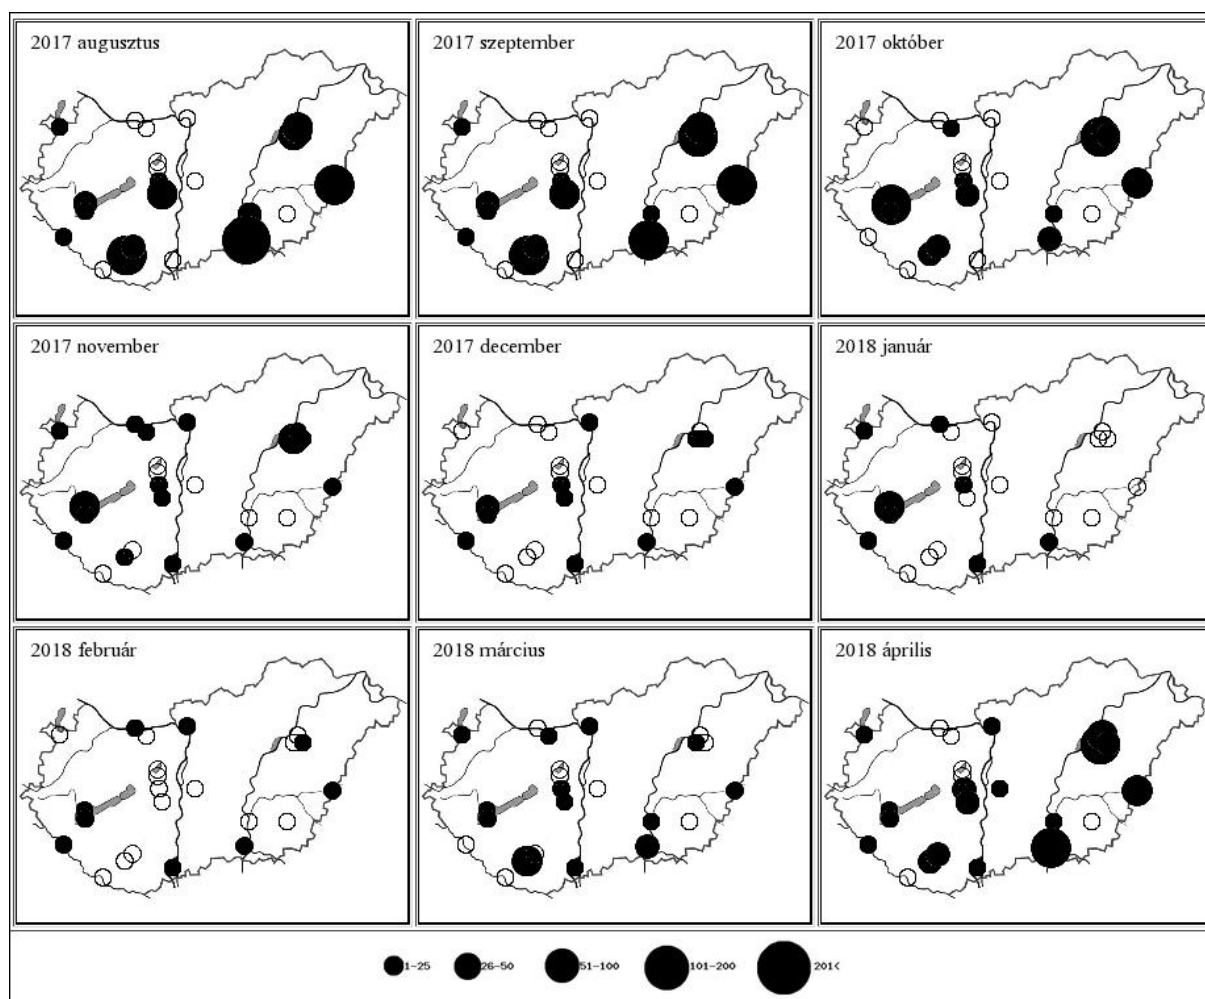 2017 augusztus
2017 szeptember
2017 október
2017 november
2017 december
2018 január
2018 február
2018 március
2018 április
1-25
26-50
51-100
101-200
201<